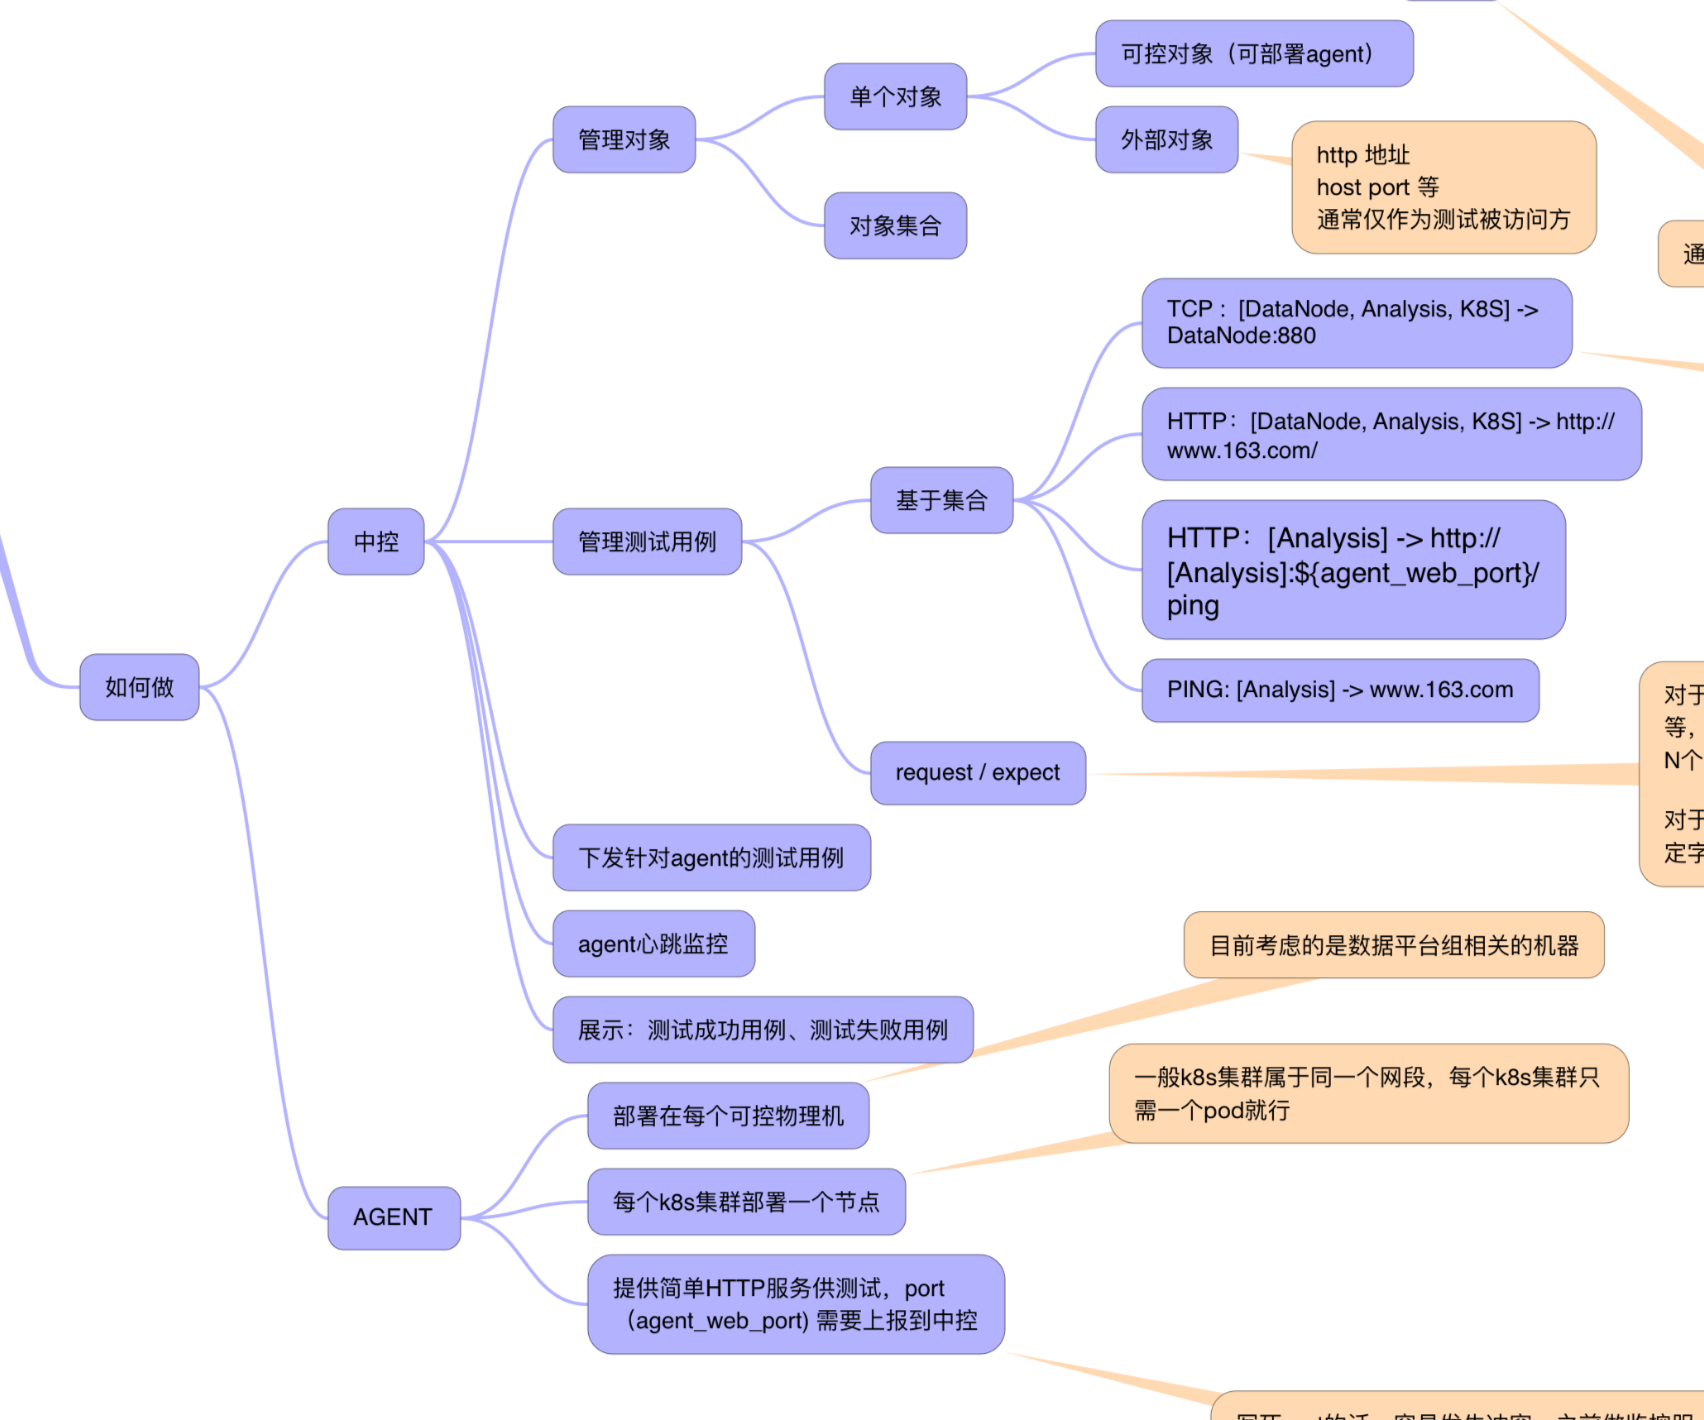 可控对象（可部署agent）
单个对象
管理对象
外部对象
http 地址
host port 等
通常仅作为测试被访问方
对象集合
通
TCP： [DataNode, Analysis, K8S] ->
DataNode:880
HTTP：[DataNode, Analysis, K8S] -> http://
www.163.com/
基于集合
中控
管理测试用例
HTTP：[Analysis] -> http://
[Analysis]:${agent_web_port}/
ping
如何做
PING: [Analysis] -> www.163.com
对于
等，
N个
对于
定字
request / expect
下发针对agent的测试用例
agent心跳监控
目前考虑的是数据平台组相关的机器
展示：测试成功用例、测试失败用例
一般k8s集群属于同一个网段，每个k8s集群只
需一个pod就行
部署在每个可控物理机
每个k8s集群部署一个节点
AGENT
提供简单HTTP服务供测试，port
（agent_web_port) 需要上报到中控